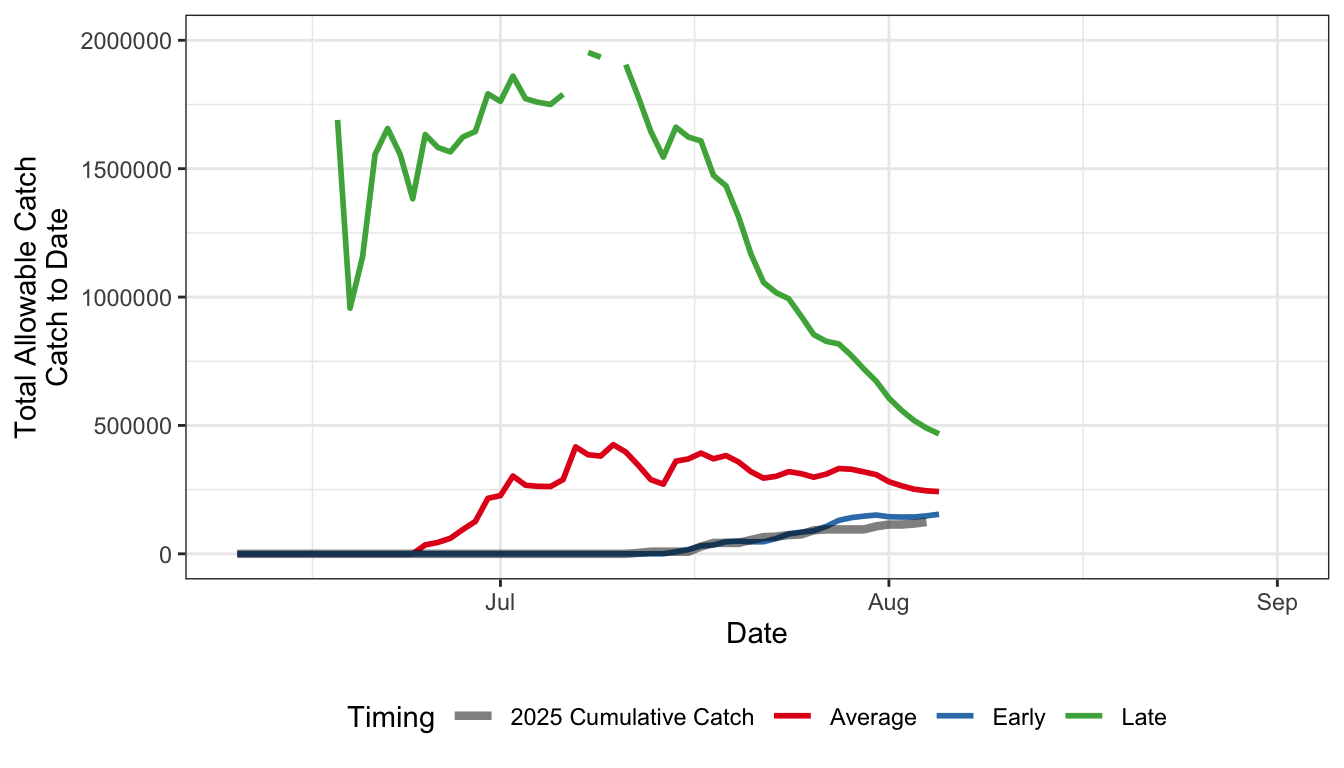 Total Allowable Catch
Catch to Date
2000000
1500000
1000000
500000
0
Jul Aug Sep
Date
Timing 2025 Cumulative Catch Average Early Late